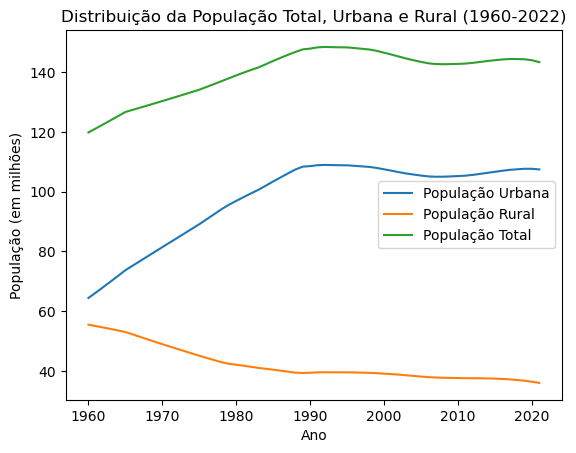 Distribuição da População Total, Urbana e Rural (1960-2022)
População (em milhões)
140
120
100
80
60
40
População Urbana
População Rural
População Total
1960 1970 1980 1990 2000 2010 2020
Ano